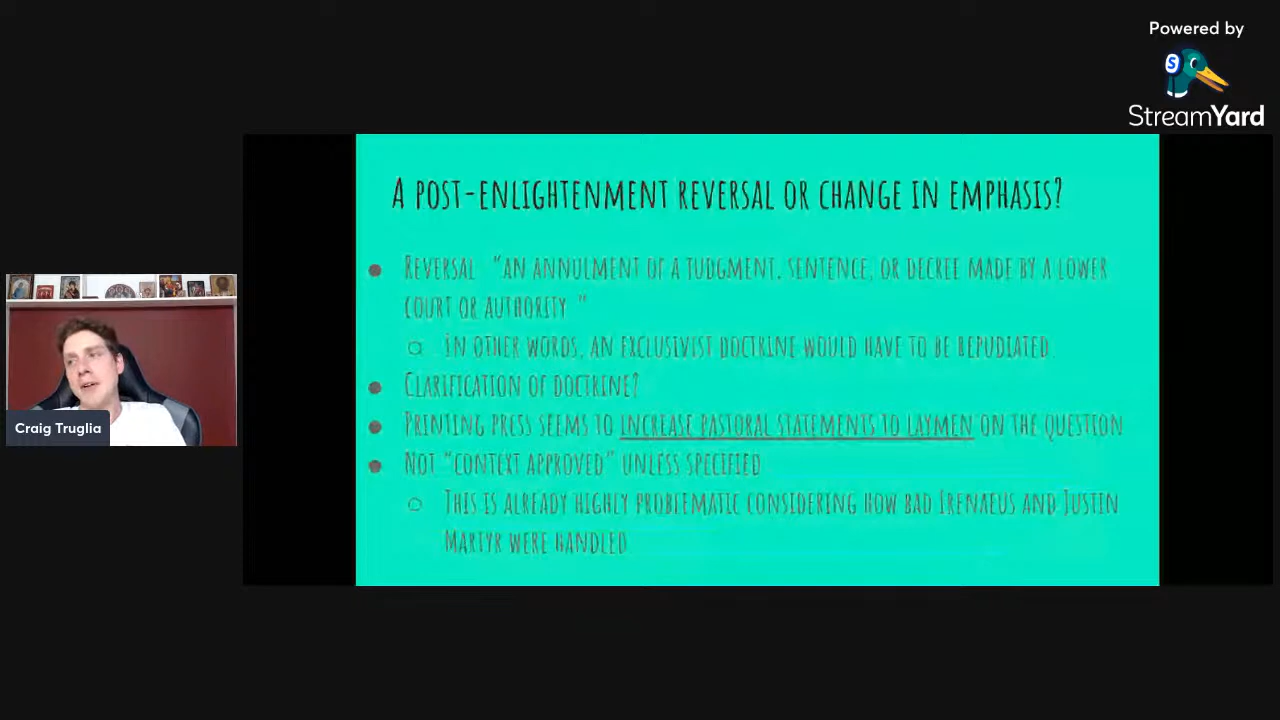 Powered by
S
StreamYard
A POST-ENLIGHTENMENT REVERSAL OR CHANGE IN EMPHASIS?
● REVERSAL “AN ANNULMENT OF A JUDGMENT, SENTENCE, OR DECREE MADE BY A LOWER
COURT OR AUTHORITY ”
○ IN OTHER WORDS, AN EXCLUSIVIST DOCTRINE WOULD HAVE TO BE REPUDIATED
● CLARIFICATION OF DOCTRINE?
● PRINTING PRESS SEEMS TO INCREASE PASTORAL STATEMENTS TO LAYMEN ON THE QUESTION
● NOT “CONTEXT APPROVED” UNLESS SPECIFIED
○ THIS IS ALREADY HIGHLY PROBLEMATIC CONSIDERING HOW BAD IRENAEUS AND JUSTIN
MARTYR WERE HANDLED
Craig Truglia